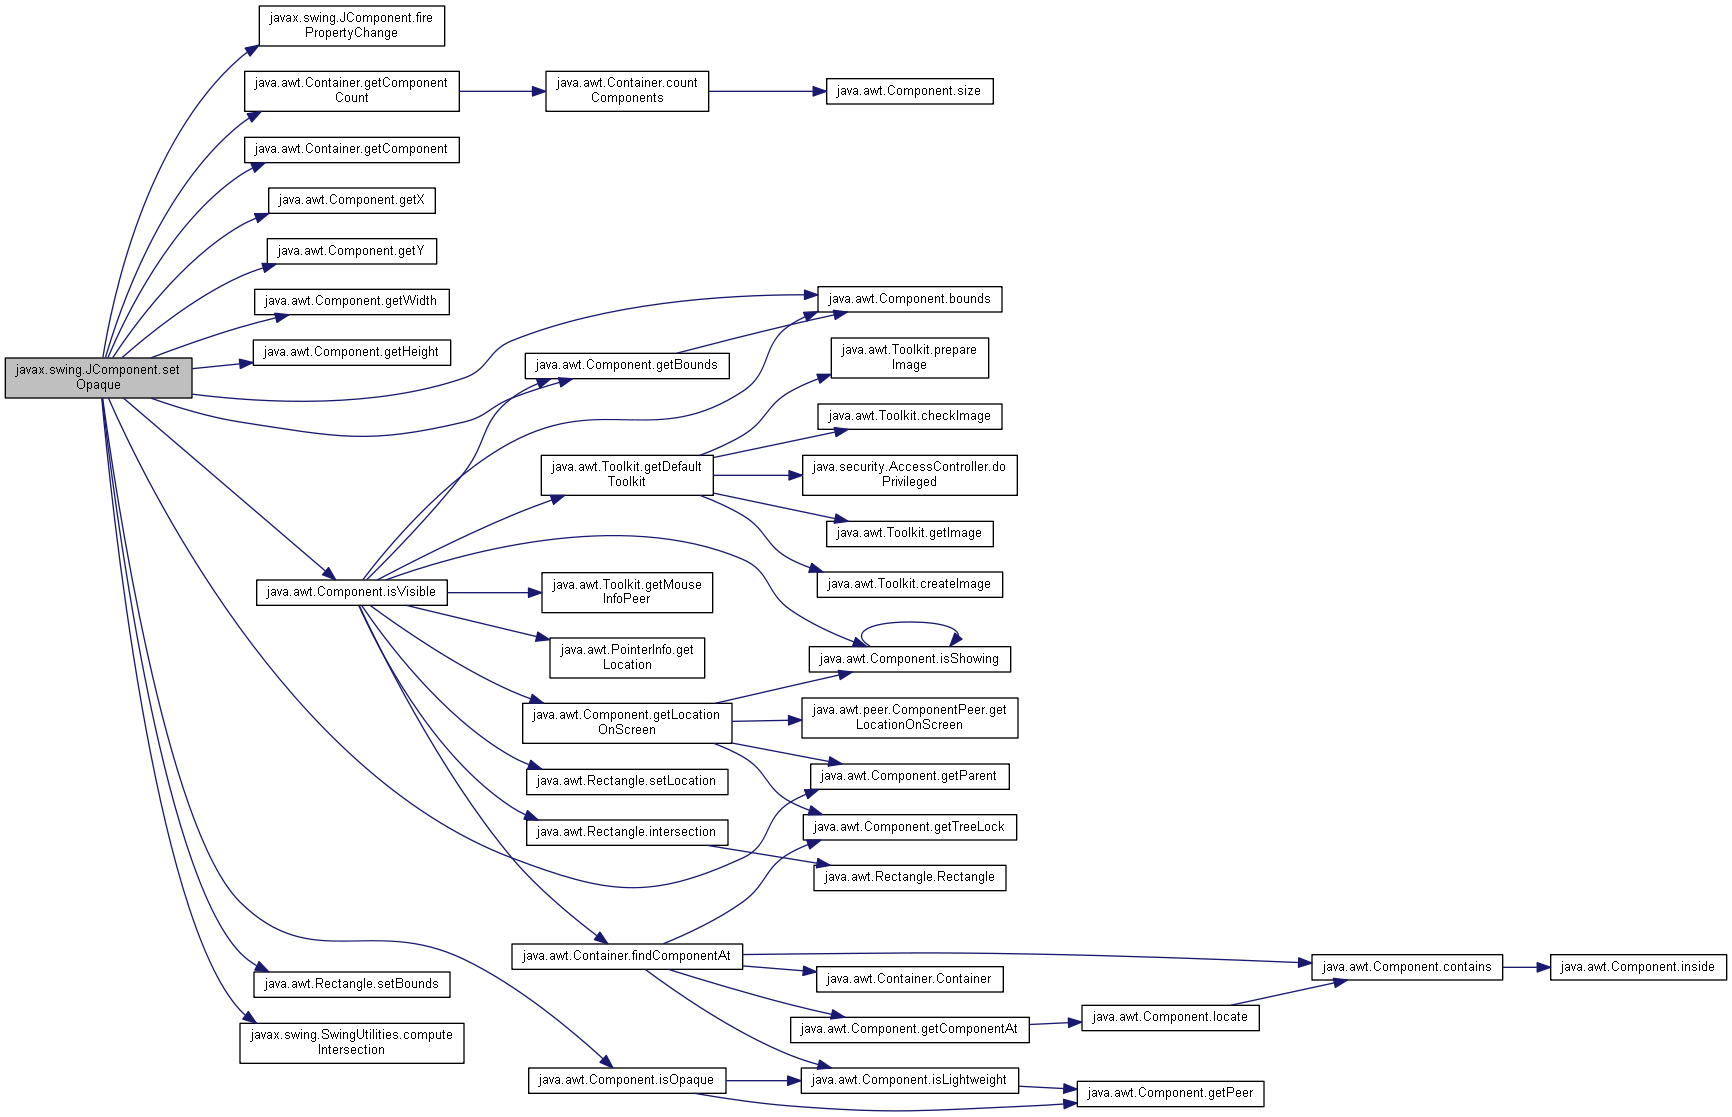 javax.swing.JComponent.set
Opaque
javax.swing.JComponent.fire
PropertyChange
java.awt.Container.getComponent
Count
java.awt.Container.getComponent
java.awt.Component.getX
java.awt.Component.getY
java.awt.Component.getWidth
java.awt.Component.getHeight
java.awt.Component.isVisible
java.awt.Rectangle.setBounds
javax.swing.SwingUtilities.compute
Intersection
java.awt.Container.count
Components
java.awt.Component.getBounds
java.awt.Toolkit.getDefault
Toolkit
java.awt.Toolkit.getMouse
InfoPeer
java.awt.PointerInfo.get
Location
java.awt.Component.getLocation
OnScreen
java.awt.Rectangle.setLocation
java.awt.Rectangle.intersection
java.awt.Container.findComponentAt
java.awt.Component.isOpaque
java.awt.Component.size
java.awt.Component.bounds
java.awt.Toolkit.prepare
Image
java.awt.Toolkit.checkImage
java.security.AccessController.do
Privileged
java.awt.Toolkit.getImage
java.awt.Toolkit.createImage
java.awt.Component.isShowing
java.awt.peer.ComponentPeer.get
LocationOnScreen
java.awt.Component.getParent
java.awt.Component.getTreeLock
java.awt.Rectangle.Rectangle
java.awt.Container.Container
java.awt.Component.getComponentAt
java.awt.Component.isLightweight
java.awt.Component.locate
java.awt.Component.getPeer
java.awt.Component.contains
java.awt.Component.inside